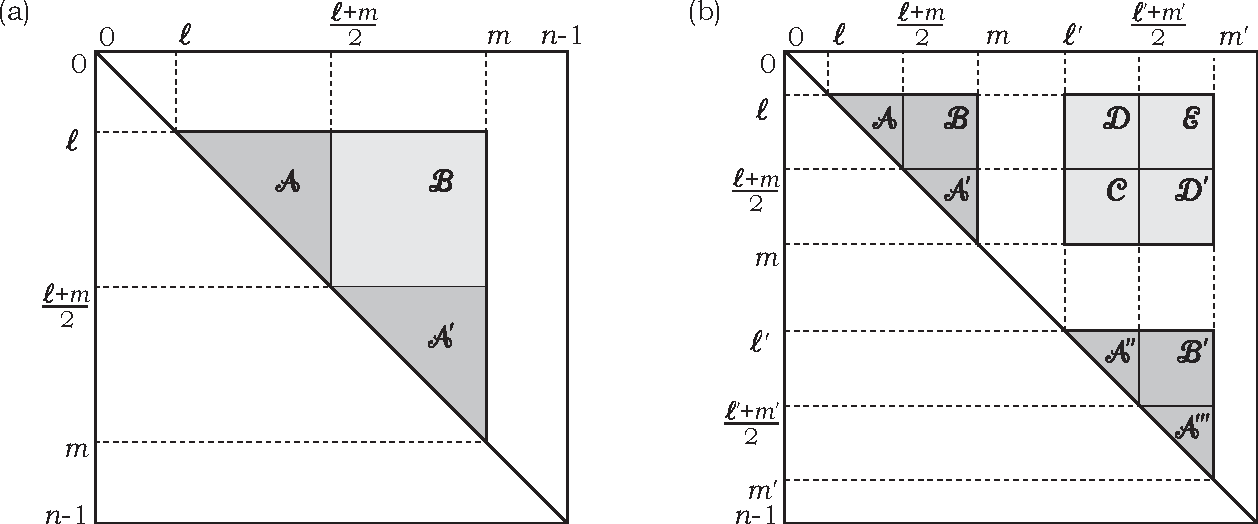 (a)
0 ℓ ℓ+m/2 m n-1
0
ℓ
A B
ℓ+m/2
A′
m
n-1
(b)
0 ℓ ℓ+m/2 m ℓ′ ℓ′+m′/2 m′
0
ℓ
A B D E
ℓ+m/2
A′ C D′
m
ℓ′
A″ B′
ℓ′+m′/2
A‴
m′
n-1